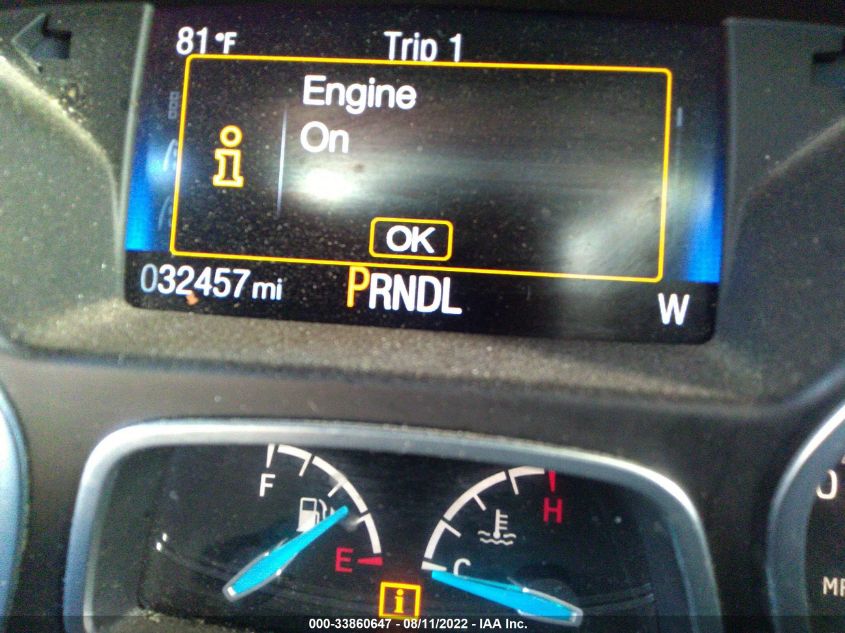 81°F Trip 1
Engine
On
OK
032457 mi PRNDL W
F H
E C
000-33860647 - 08/11/2022 - IAA Inc.